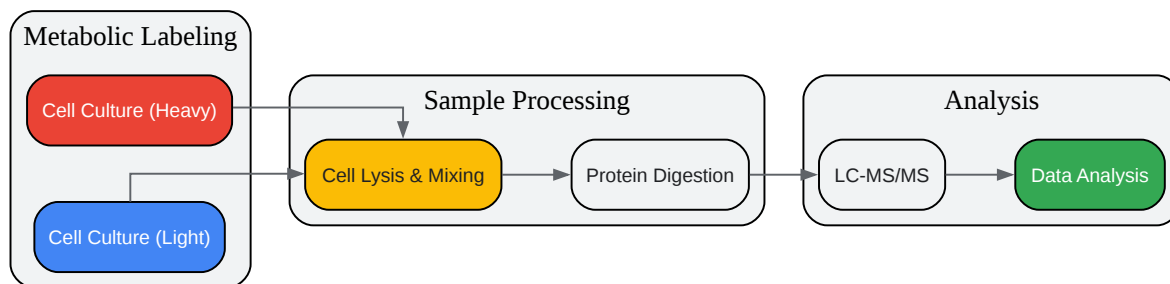 Metabolic Labeling
Cell Culture (Heavy)
Cell Culture (Light)
Sample Processing
Cell Lysis & Mixing
Protein Digestion
Analysis
LC-MS/MS
Data Analysis